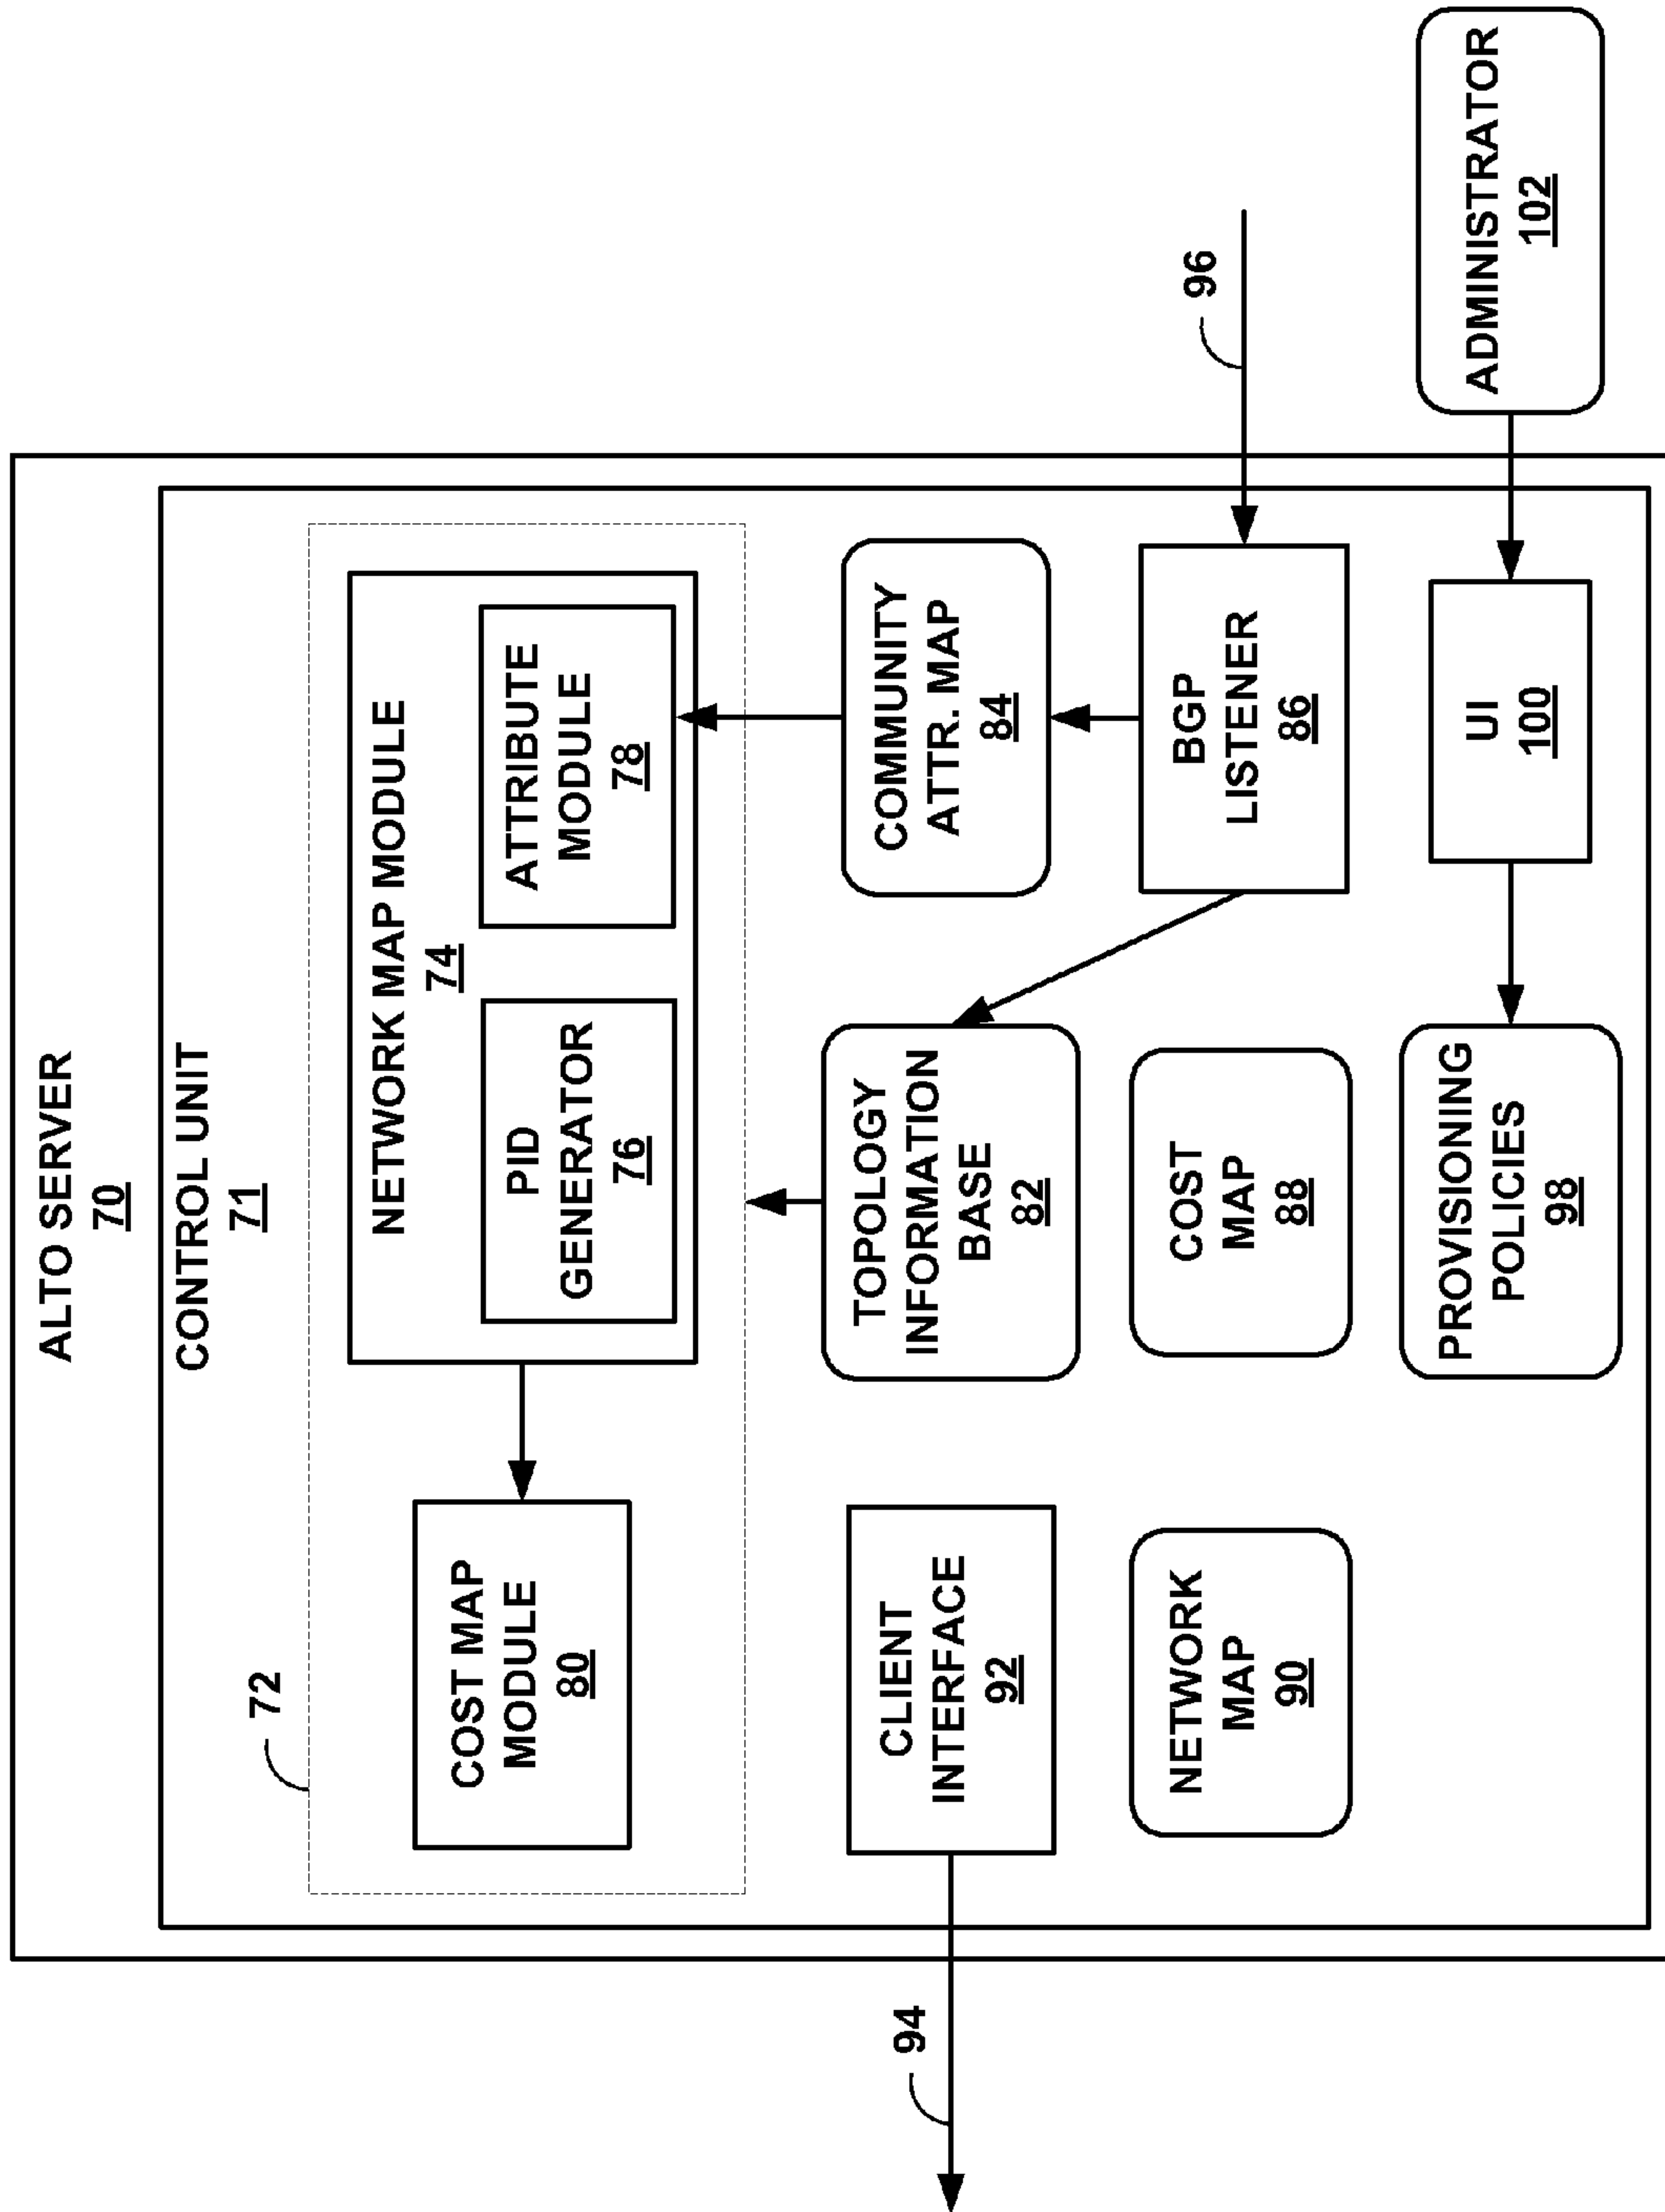 ALTO SERVER
70
CONTROL UNIT
71
72
NETWORK MAP MODULE
74
COST MAP
MODULE
80
PID
GENERATOR
76
ATTRIBUTE
MODULE
78
CLIENT
INTERFACE
92
TOPOLOGY
INFORMATION
BASE
82
COMMUNITY
ATTR. MAP
84
94
NETWORK
MAP
90
COST
MAP
88
BGP
LISTENER
86
96
PROVISIONING
POLICIES
98
UI
100
ADMINISTRATOR
102